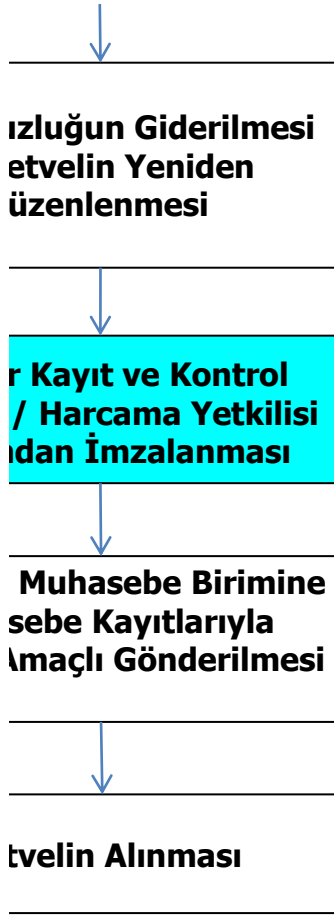 uzluğun Giderilmesi
etvelin Yeniden
üzenlenmesi
r Kayıt ve Kontrol
/ Harcama Yetkilisi
ndan İmzalanması
Muhasebe Birimine
sebe Kayıtlarıyla
Amaçlı Gönderilmesi
tvelin Alınması